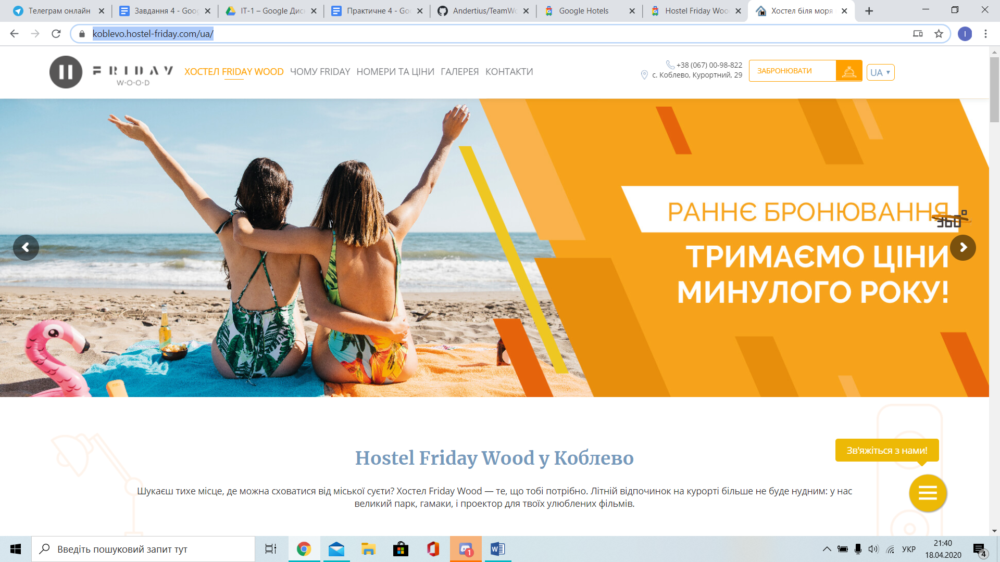 Телеграм онлайн
Завдання 4 - Goo
IT-1 – Google Дис
Практичне 4 - Go
Andertius/TeamWo
Google Hotels
Hostel Friday Woo
Хостел біля моря
koblevo.hostel-friday.com/ua/
I
FRIDAY
W·O·O·D
ХОСТЕЛ FRIDAY WOOD
ЧОМУ FRIDAY
НОМЕРИ ТА ЦІНИ
ГАЛЕРЕЯ
КОНТАКТИ
+38 (067) 00-98-822
с. Коблево, Курортний, 29
ЗАБРОНЮВАТИ
UA
РАННЄ БРОНЮВАННЯ
360°
ТРИМАЄМО ЦІНИ
МИНУЛОГО РОКУ!
Hostel Friday Wood у Коблево
Шукаєш тихе місце, де можна сховатися від міської суєти? Хостел Friday Wood — те, що тобі потрібно. Літній відпочинок на курорті більше не буде нудним: у нас
великий парк, гамаки, і проектор для твоїх улюблених фільмів.
Зв'яжіться з нами!
Введіть пошуковий запит тут
1
УКР
21:40
18.04.2020
4